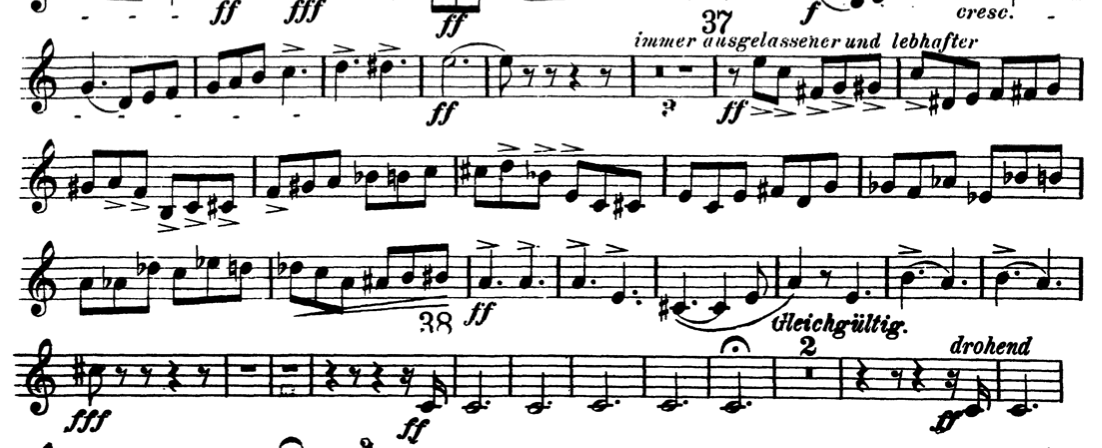 ff fff ff f cresc.
37
immer ausgelassener und lebhafter
ff 2 ff
ff
38 Gleichgültig.
2 drohend
fff ff ff